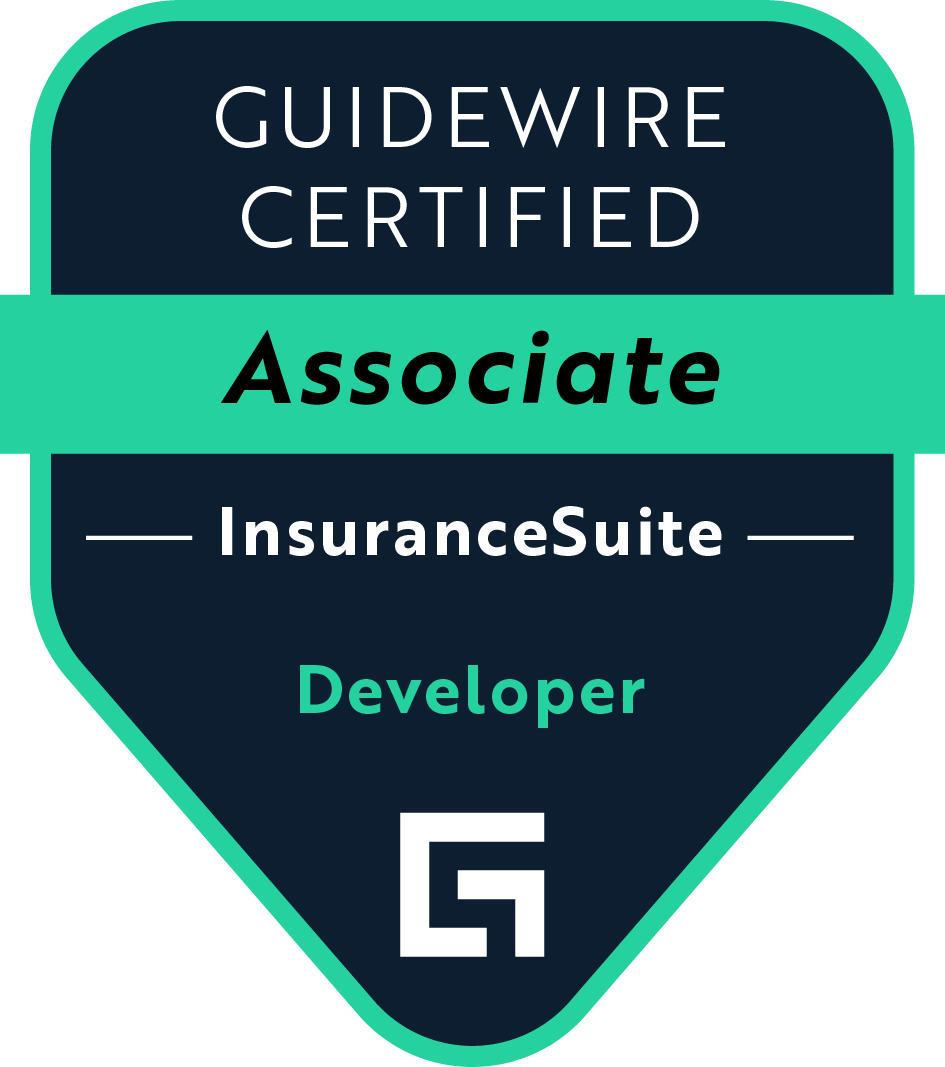 GUIDEWIRE
CERTIFIED
Associate
InsuranceSuite
Developer